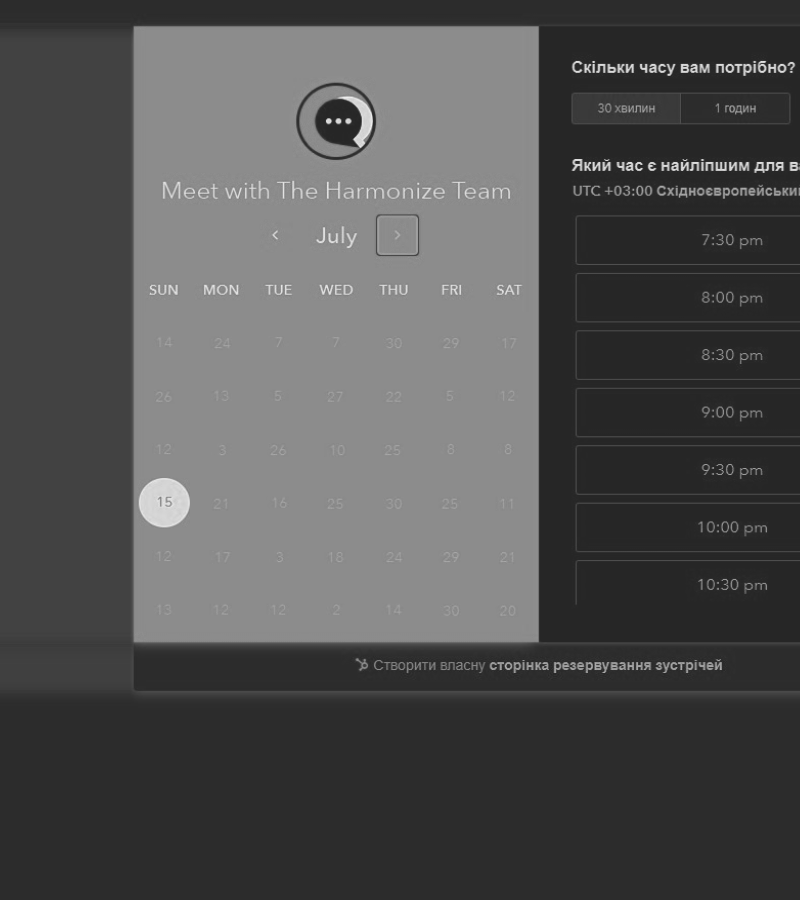 Meet with The Harmonize Team
July
SUN MON TUE WED THU FRI SAT
14 24 7 7 30 29 17
26 13 5 27 22 5 12
12 3 26 10 25 8 8
15 21 16 25 30 25 11
12 17 3 18 24 29 21
13 12 12 2 14 30 20
Скільки часу вам потрібно?
30 хвилин 1 годин
Який час є найліпшим для
UTC +03:00
7:30 pm
8:00 pm
8:30 pm
9:00 pm
9:30 pm
10:00 pm
10:30 pm
Створити власну сторінка резервування зустрічей